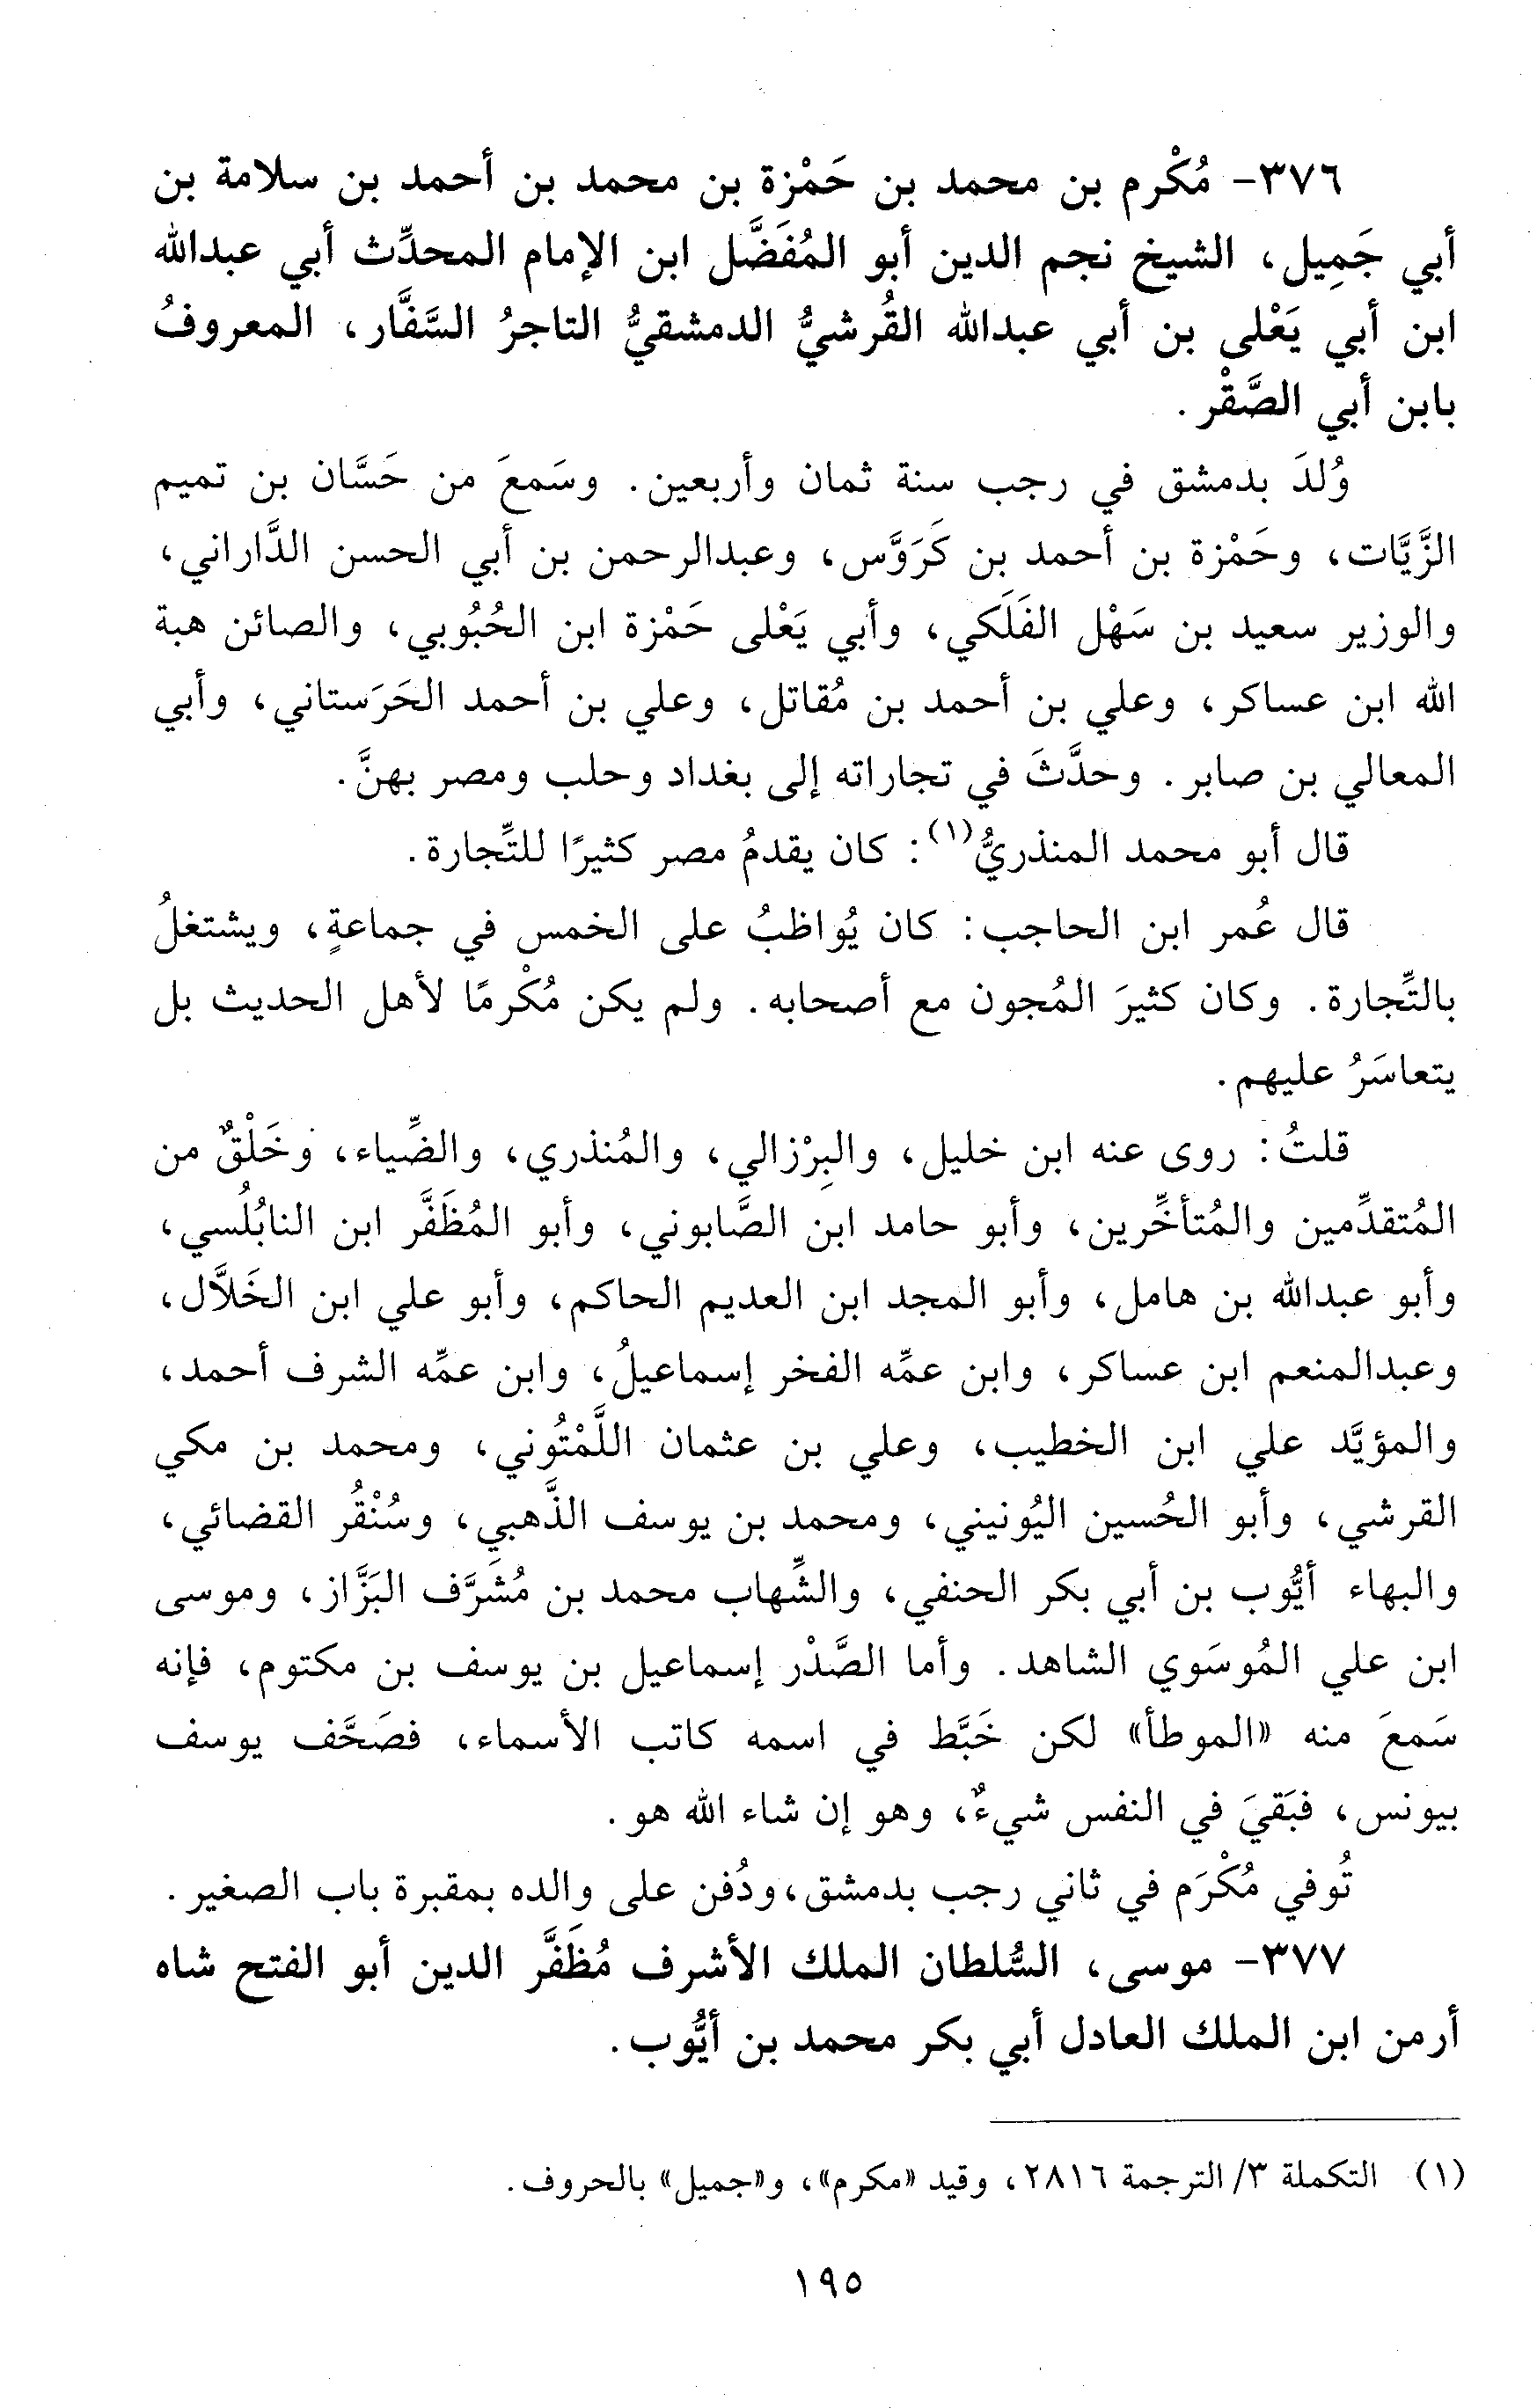 ٣٧٦- مُكْرم بن محمد بن حَمْزة بن محمد بن أحمد بن سلامة بن
أبي جَمِيل، الشيخ نجم الدين أبو المُفَضَّل ابن الإمام المحدِّث أبي عبدالله
ابن أبي يَعْلى بن أبي عبدالله القُرشيُّ الدمشقيُّ التاجرُ السَّفَّار، المعروفُ
بابن أبي الصَّقْر.
وُلدَ بدمشق في رجب سنة ثمان وأربعين. وسَمعَ من حَسَّان بن تميم
الزَّيَّات، وحَمْزة بن أحمد بن كَرَوَّس، وعبدالرحمن بن أبي الحسن الدَّاراني،
والوزير سعيد بن سَهْل الفَلَكي، وأبي يَعْلى حَمْزة ابن الحُبُوبي، والصائن هبة
الله ابن عساكر، وعلي بن أحمد بن مُقاتل، وعلي بن أحمد الحَرَستاني، وأبي
المعالي بن صابر. وحدَّثَ في تجاراته إلى بغداد وحلب ومصر بهنَّ.
قال أبو محمد المنذريُّ(١): كان يقدمُ مصر كثيرًا للتِّجارة.
قال عُمر ابن الحاجب: كان يُواظبُ على الخمس في جماعةٍ، ويشتغلُ
بالتِّجارة. وكان كثيرَ المُجون مع أصحابه. ولم يكن مُكْرمًا لأهل الحديث بل
يتعاسَرُ عليهم.
قلتُ: روى عنه ابن خليل، والبِرْزالي، والمُنذري، والضِّياء، وخَلْقٌ من
المُتقدِّمين والمُتأخِّرين، وأبو حامد ابن الصَّابوني، وأبو المُظَفَّر ابن النابُلُسي،
وأبو عبدالله بن هامل، وأبو المجد ابن العديم الحاكم، وأبو علي ابن الخَلاَّل،
وعبدالمنعم ابن عساكر، وابن عمِّه الفخر إسماعيلُ، وابن عمِّه الشرف أحمد،
والمؤيَّد علي ابن الخطيب، وعلي بن عثمان اللَّمْتُوني، ومحمد بن مكي
القرشي، وأبو الحُسين اليُونيني، ومحمد بن يوسف الذَّهبي، وسُنْقُر القضائي،
والبهاء أيُّوب بن أبي بكر الحنفي، والشِّهاب محمد بن مُشَرَّف البَزَّاز، وموسى
ابن علي المُوسَوي الشاهد. وأما الصَّدْر إسماعيل بن يوسف بن مكتوم، فإنه
سَمعَ منه «الموطأ» لكن خَبَّط في اسمه كاتب الأسماء، فصَحَّف يوسف
بيونس، فبَقيَ في النفس شيءٌ، وهو إن شاء الله هو.
تُوفي مُكْرَم في ثاني رجب بدمشق، ودُفن على والده بمقبرة باب الصغير.
٣٧٧- موسى، السُّلطان الملك الأشرف مُظَفَّر الدين أبو الفتح شاه
أرمن ابن الملك العادل أبي بكر محمد بن أيُّوب.
(١) التكملة ٣/ الترجمة ٢٨١٦، وقيد «مكرم»، و«جميل» بالحروف.
١٩٥